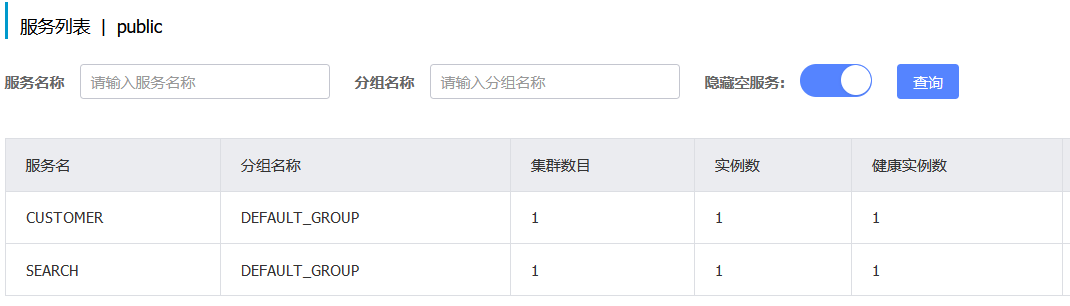 服务列表 | public
服务名称 请输入服务名称 分组名称 请输入分组名称 隐藏空服务: 查询
服务名 分组名称 集群数目 实例数 健康实例数
CUSTOMER DEFAULT_GROUP 1 1 1
SEARCH DEFAULT_GROUP 1 1 1